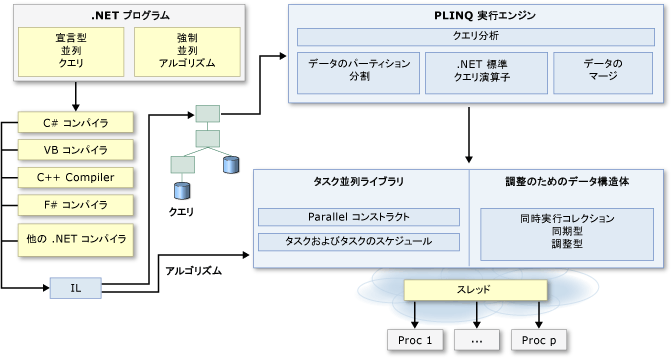 .NET プログラム
宣言型
並列
クエリ
強制
並列
アルゴリズム
C# コンパイラ
VB コンパイラ
C++ Compiler
F# コンパイラ
他の .NET コンパイラ
IL
クエリ
アルゴリズム
PLINQ 実行エンジン
クエリ分析
データのパーティション
分割
.NET 標準
クエリ演算子
データの
マージ
タスク並列ライブラリ
Parallel コンストラクト
タスクおよびタスクのスケジュール
調整のためのデータ構造体
同時実行コレクション
同期型
調整型
スレッド
Proc 1
...
Proc p